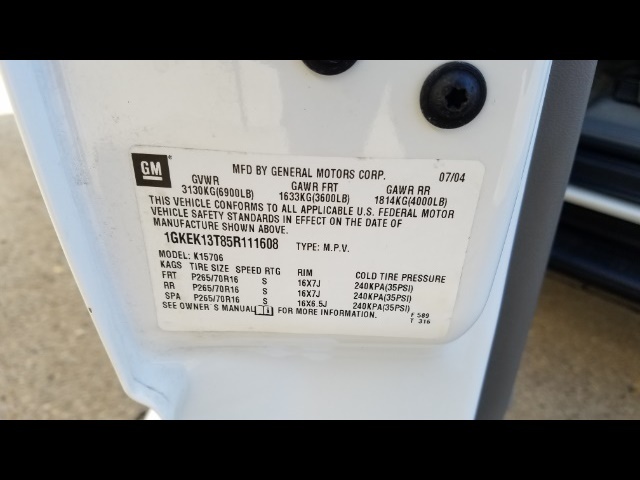 GM
MFD BY GENERAL MOTORS CORP. 07/04
GVWR GAWR FRT GAWR RR
3130KG(6900LB) 1633KG(3600LB) 1814KG(4000LB)
THIS VEHICLE CONFORMS TO ALL APPLICABLE U.S. FEDERAL MOTOR
VEHICLE SAFETY STANDARDS IN EFFECT ON THE DATE OF
MANUFACTURE SHOWN ABOVE.
1GKEK13T85R111608 TYPE: M.P.V.
MODEL: K15706
KAGS TIRE SIZE SPEED RTG RIM COLD TIRE PRESSURE
FRT P265/70R16 S 16X7J 240KPA(35PSI)
RR P265/70R16 S 16X7J 240KPA(35PSI)
SPA P265/70R16 S 16X6.5J 240KPA(35PSI)
SEE OWNER'S MANUAL FOR MORE INFORMATION. F 589
T 316